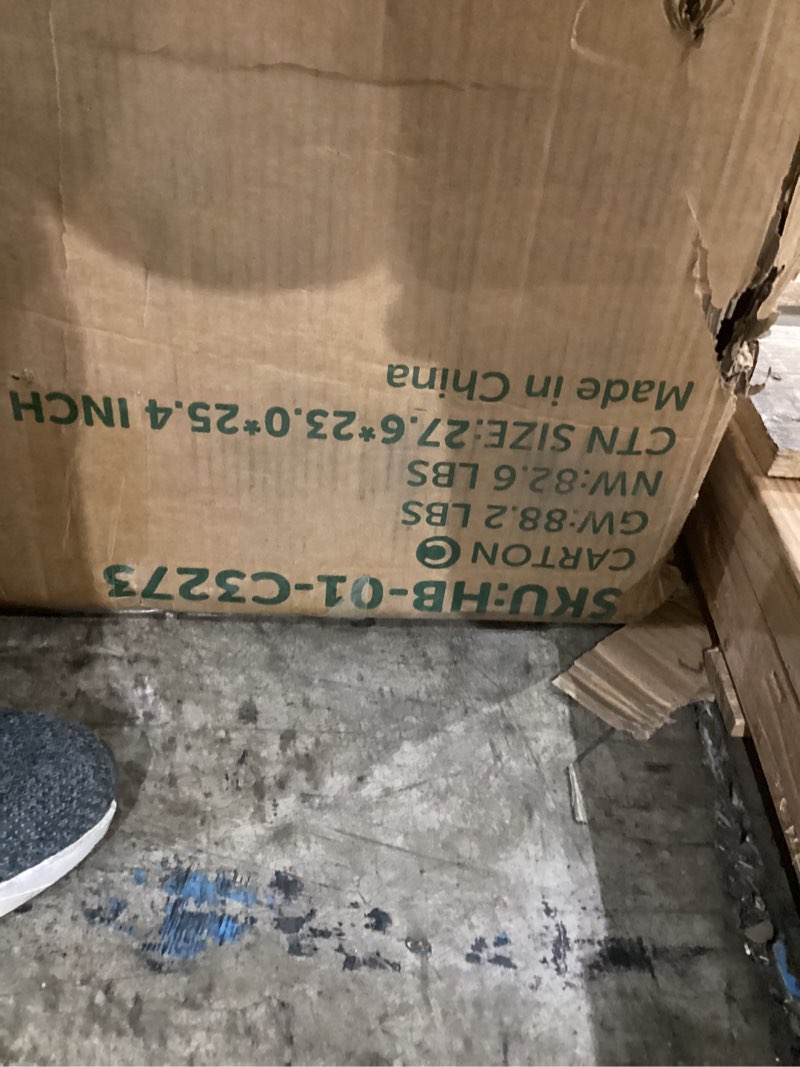 SKU:HB-01-C3273
CARTON C
GW:88.2 LBS
NW:82.6 LBS
CTN SIZE:27.6*23.0*25.4 INCH
Made in China